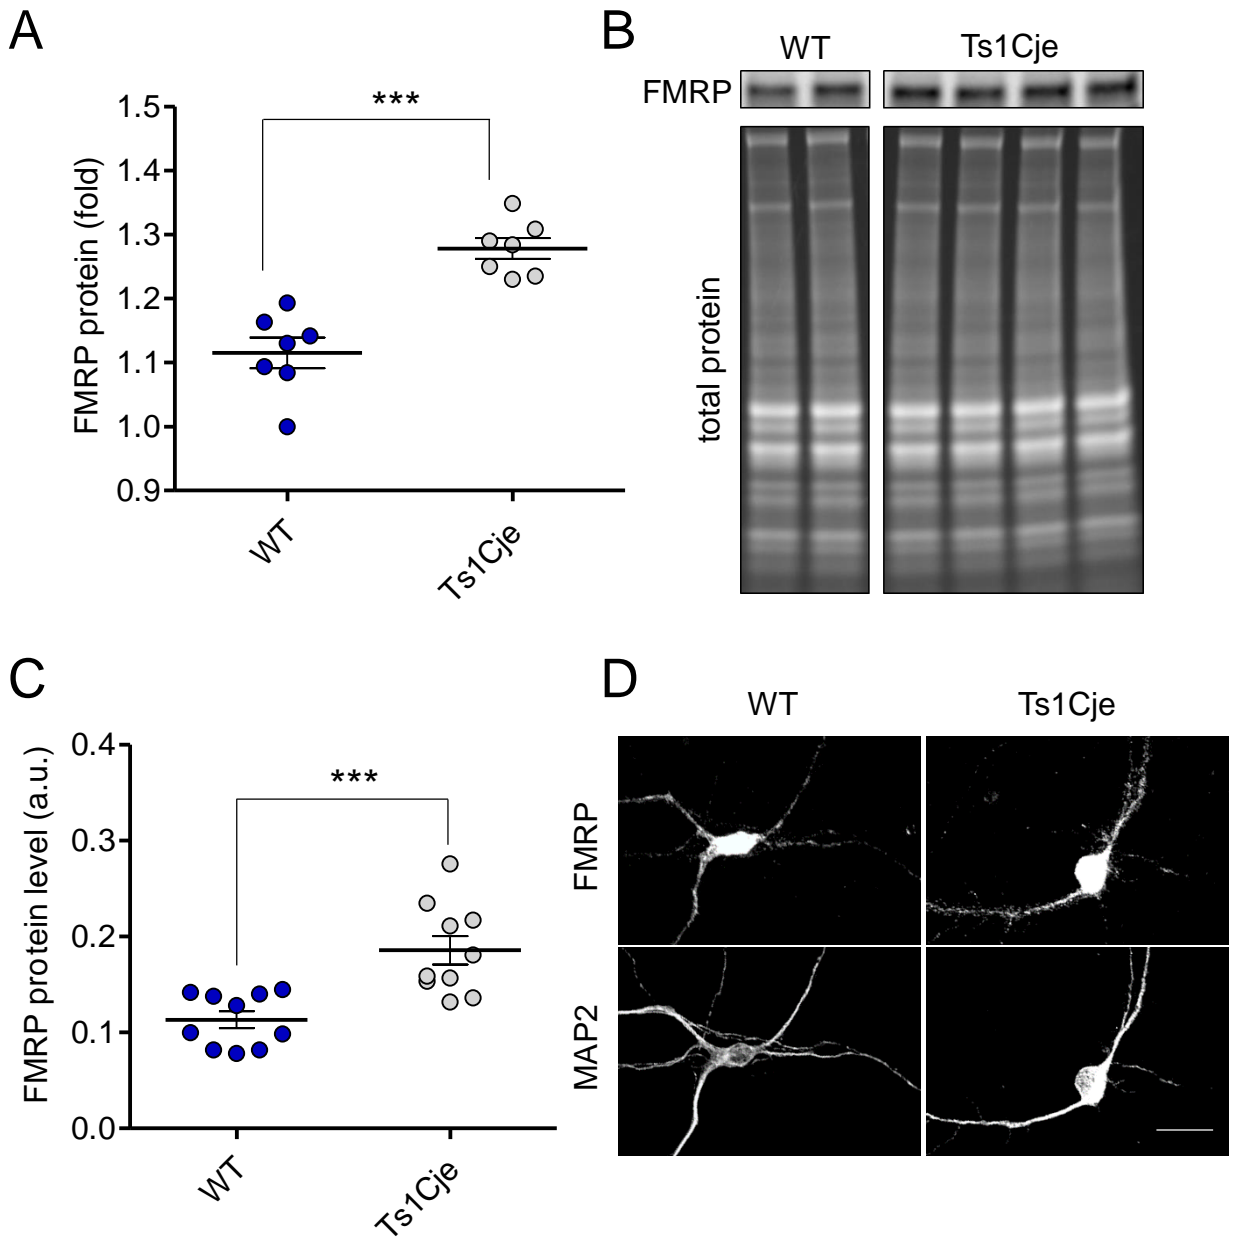 A
FMRP protein (fold)
1.5
1.4
1.3
1.2
1.1
1.0
0.9
***
WT
Ts1Cje
B
WT
Ts1Cje
FMRP
total protein
C
FMRP protein level (a.u.)
0.4
0.3
0.2
0.1
0.0
***
WT
Ts1Cje
D
WT
Ts1Cje
FMRP
MAP2